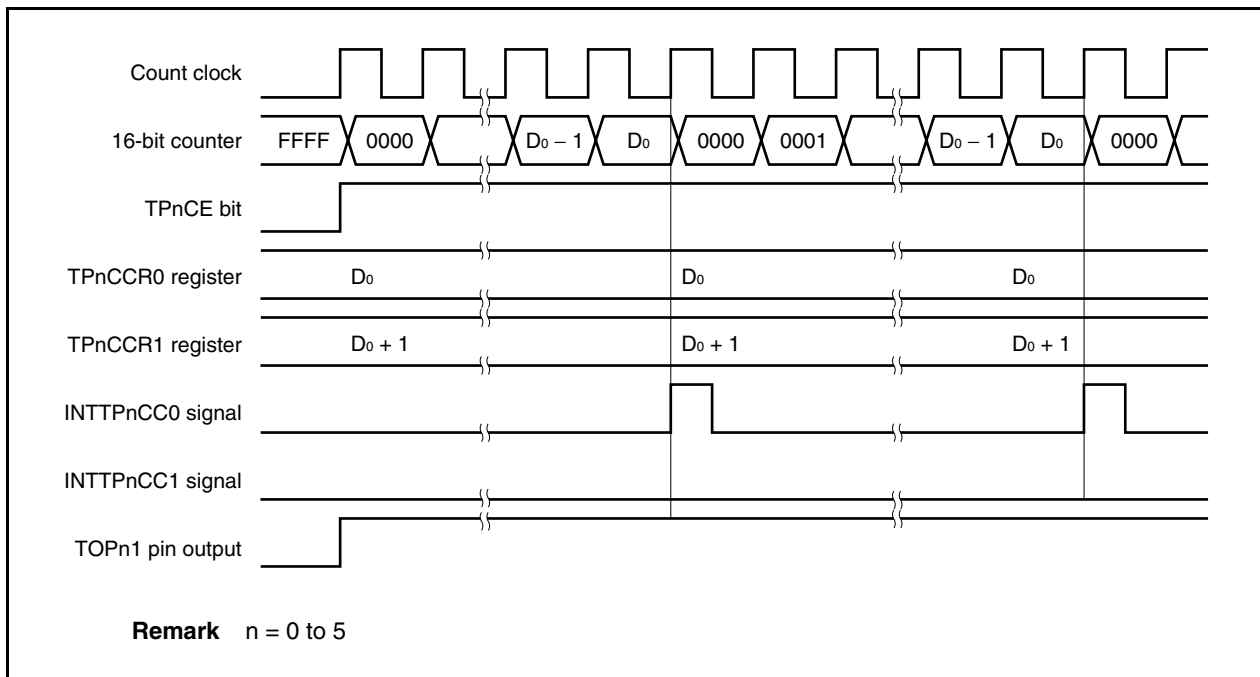 Count clock
16-bit counter FFFF 0000 D₀ − 1 D₀ 0000 0001 D₀ − 1 D₀ 0000
TPnCE bit
TPnCCR0 register D₀ D₀ D₀
TPnCCR1 register D₀ + 1 D₀ + 1 D₀ + 1
INTTPnCC0 signal
INTTPnCC1 signal
TOPn1 pin output
Remark n = 0 to 5